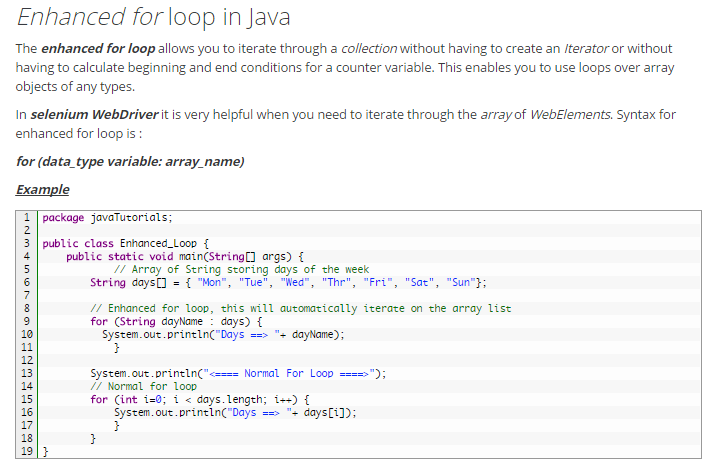 Enhanced for loop in Java
The enhanced for loop allows you to iterate through a collection without having to create an Iterator or without
having to calculate beginning and end conditions for a counter variable. This enables you to use loops over array
objects of any types.
In selenium WebDriver it is very helpful when you need to iterate through the array of WebElements. Syntax for
enhanced for loop is :
for (data_type variable: array_name)
Example
1 package javaTutorials;
2
3 public class Enhanced_Loop {
4 public static void main(String[] args) {
5 // Array of String storing days of the week
6 String days[] = { "Mon", "Tue", "Wed", "Thr", "Fri", "Sat", "Sun"};
7
8 // Enhanced for loop, this will automatically iterate on the array list
9 for (String dayName : days) {
10 System.out.println("Days ==> "+ dayName);
11 }
12
13 System.out.println("<==== Normal For Loop ====>");
14 // Normal for loop
15 for (int i=0; i < days.length; i++) {
16 System.out.println("Days ==> "+ days[i]);
17 }
18 }
19 }